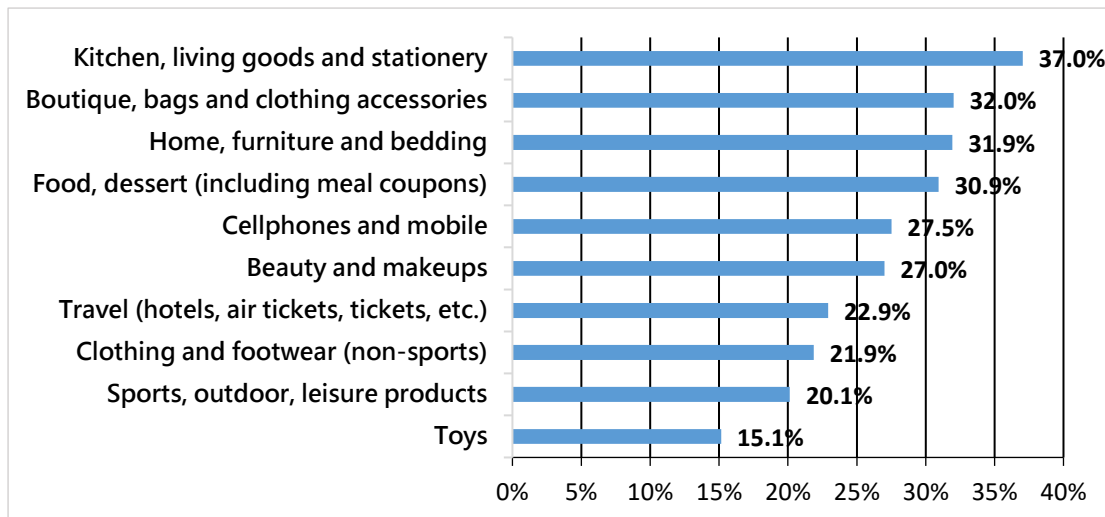 Kitchen, living goods and stationery 37.0%
Boutique, bags and clothing accessories 32.0%
Home, furniture and bedding 31.9%
Food, dessert (including meal coupons) 30.9%
Cellphones and mobile 27.5%
Beauty and makeups 27.0%
Travel (hotels, air tickets, tickets, etc.) 22.9%
Clothing and footwear (non-sports) 21.9%
Sports, outdoor, leisure products 20.1%
Toys 15.1%
0% 5% 10% 15% 20% 25% 30% 35% 40%